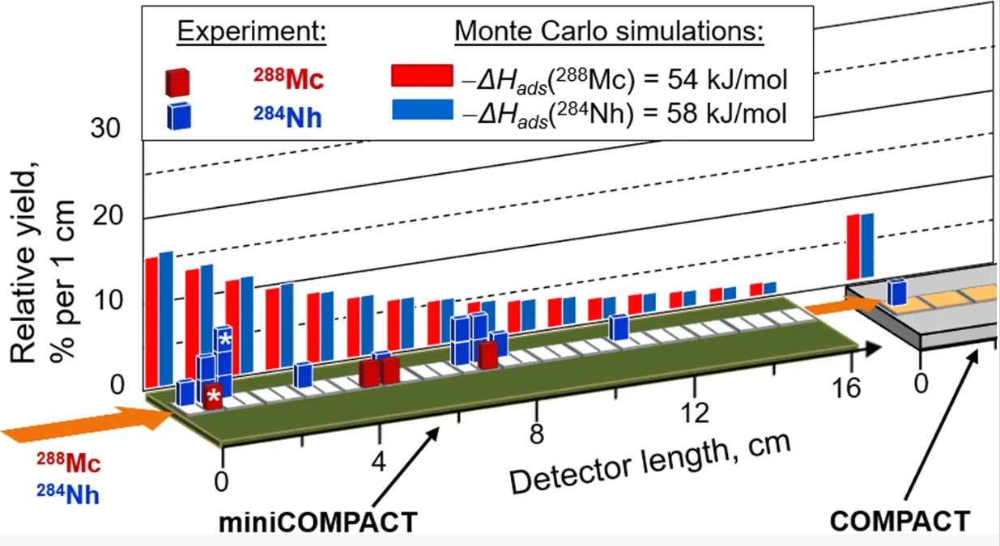 Experiment:
Monte Carlo simulations:
²⁸⁸Mc
−ΔHads(²⁸⁸Mc) = 54 kJ/mol
²⁸⁴Nh
−ΔHads(²⁸⁴Nh) = 58 kJ/mol
Relative yield,
% per 1 cm
30
20
10
0
*
*
²⁸⁸Mc
²⁸⁴Nh
0
4
8
12
16
0
Detector length, cm
miniCOMPACT
COMPACT